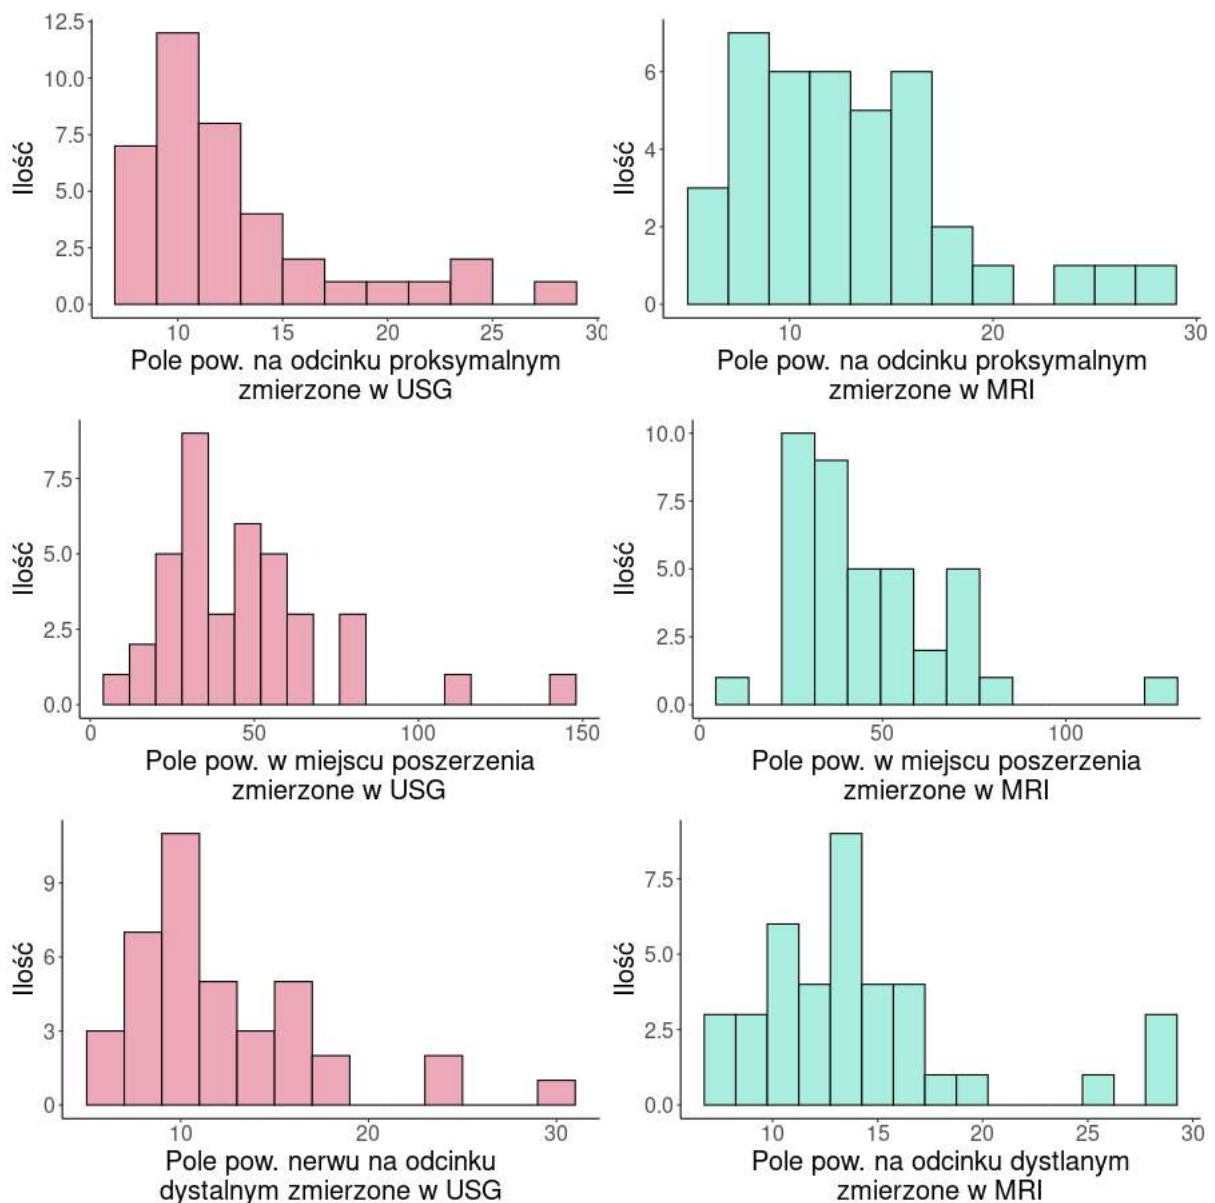 12.5
10.0
7.5
5.0
2.5
0.0
Ilość
10 15 20 25 30
Pole pow. na odcinku proksymalnym
zmierzone w USG
6
4
2
0
Ilość
10 20 30
Pole pow. na odcinku proksymalnym
zmierzone w MRI
7.5
5.0
2.5
0.0
Ilość
0 50 100 150
Pole pow. w miejscu poszerzenia
zmierzone w USG
10.0
7.5
5.0
2.5
0.0
Ilość
0 50 100
Pole pow. w miejscu poszerzenia
zmierzone w MRI
9
6
3
0
Ilość
10 20 30
Pole pow. nerwu na odcinku
dystalnym zmierzone w USG
7.5
5.0
2.5
0.0
Ilość
10 15 20 25 30
Pole pow. na odcinku dystlanym
zmierzone w MRI